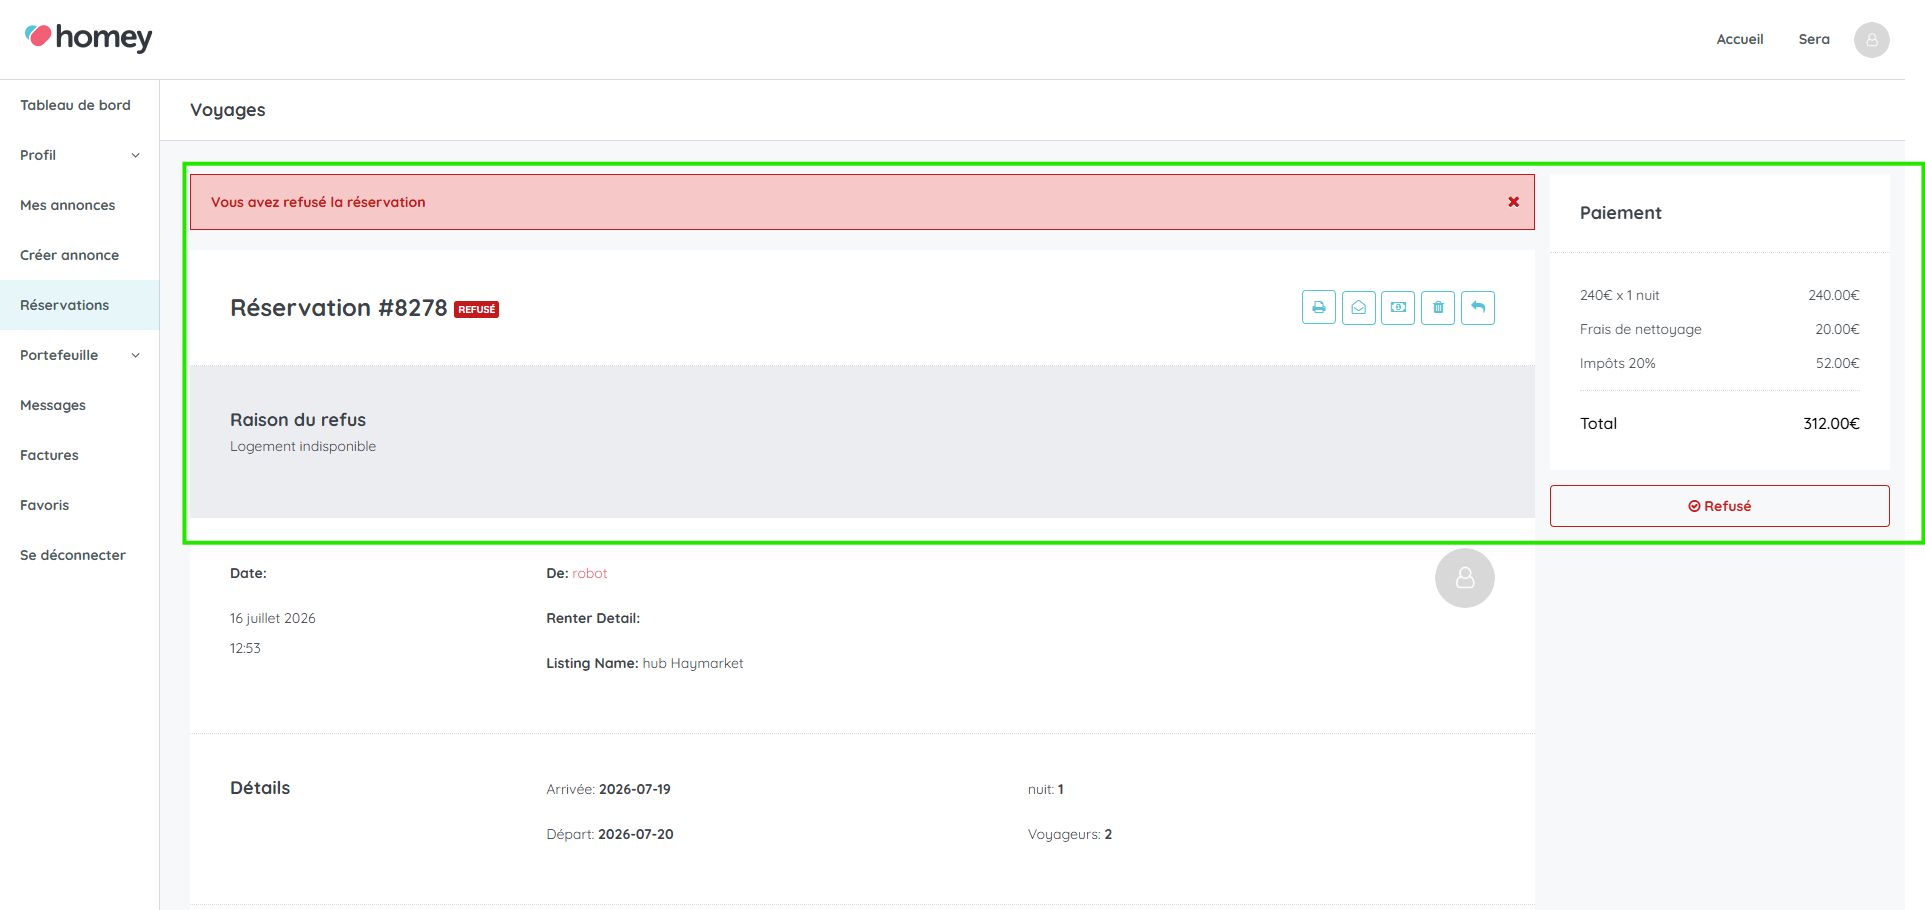 homey
Accueil
Sera
Tableau de bord
Profil
Mes annonces
Créer annonce
Réservations
Portefeuille
Messages
Factures
Favoris
Se déconnecter
Voyages
Vous avez refusé la réservation
Réservation #8278 REFUSÉ
Raison du refus
Logement indisponible
Date:
16 juillet 2026
12:53
De: robot
Renter Detail:
Listing Name: hub Haymarket
Détails
Arrivée: 2026-07-19
nuit: 1
Départ: 2026-07-20
Voyageurs: 2
Paiement
240€ x 1 nuit 240.00€
Frais de nettoyage 20.00€
Impôts 20% 52.00€
Total 312.00€
Refusé